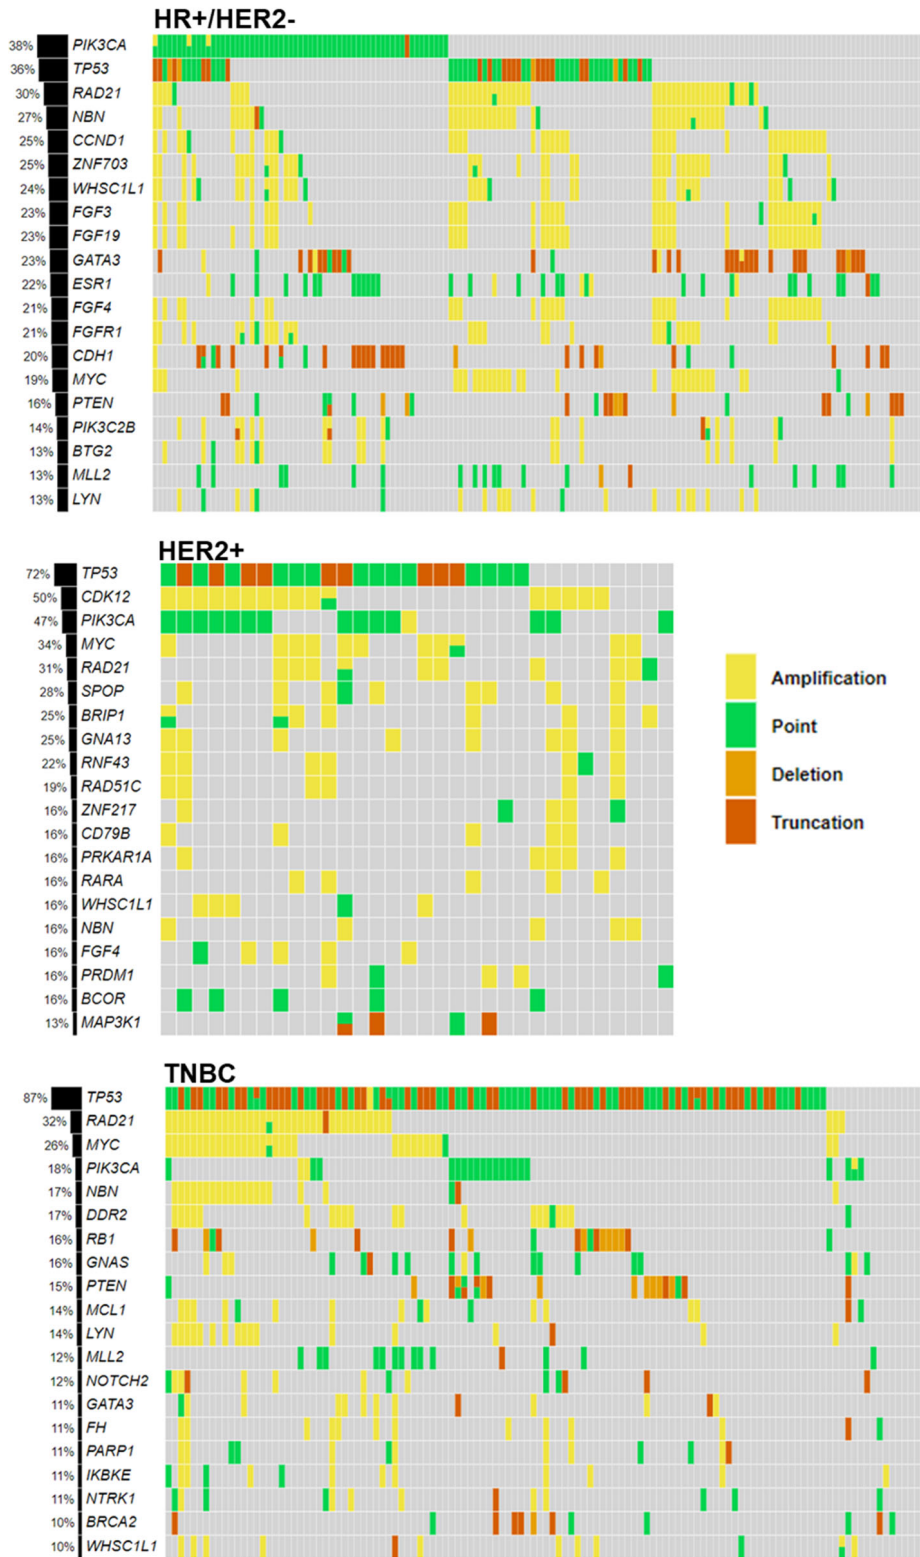 HR+/HER2-
38% PIK3CA
36% TP53
30% RAD21
27% NBN
25% CCND1
25% ZNF703
24% WHSC1L1
23% FGF3
23% FGF19
23% GATA3
22% ESR1
21% FGF4
21% FGFR1
20% CDH1
19% MYC
16% PTEN
14% PIK3C2B
13% BTG2
13% MLL2
13% LYN
HER2+
72% TP53
50% CDK12
47% PIK3CA
34% MYC
31% RAD21
28% SPOP
25% BRIP1
25% GNA13
22% RNF43
19% RAD51C
16% ZNF217
16% CD79B
16% PRKAR1A
16% RARA
16% WHSC1L1
16% NBN
16% FGF4
16% PRDM1
16% BCOR
13% MAP3K1
Amplification
Point
Deletion
Truncation
TNBC
87% TP53
32% RAD21
26% MYC
18% PIK3CA
17% NBN
17% DDR2
16% RB1
16% GNAS
15% PTEN
14% MCL1
14% LYN
12% MLL2
12% NOTCH2
11% GATA3
11% FH
11% PARP1
11% IKBKE
11% NTRK1
10% BRCA2
10% WHSC1L1